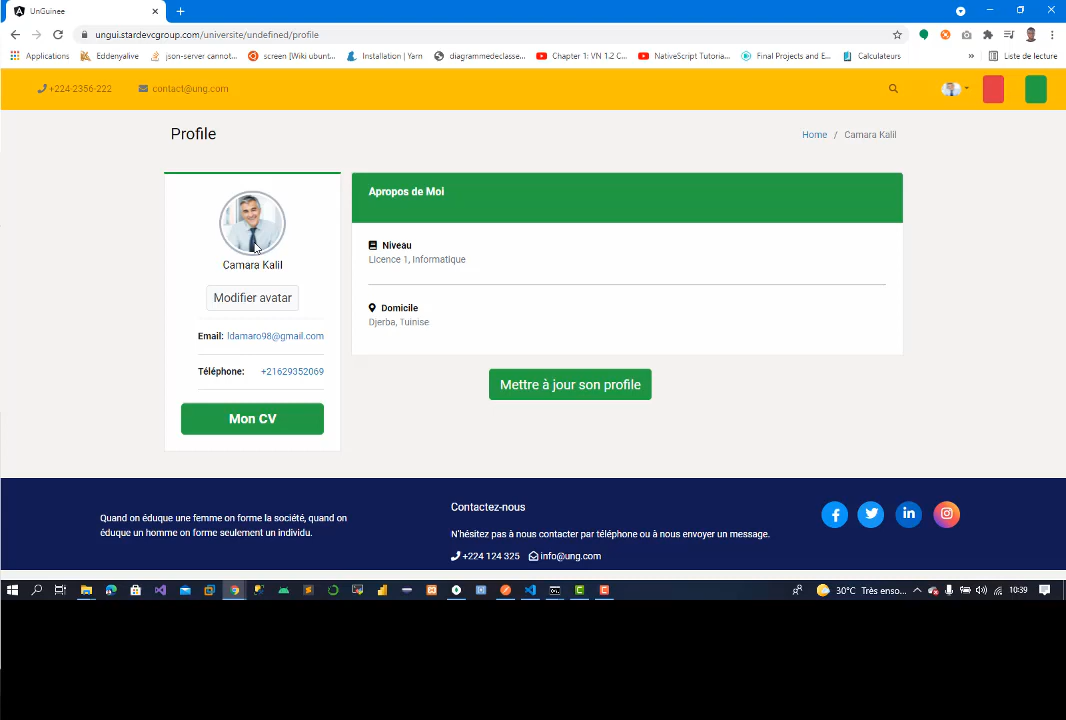 UnGuinee
ungui.stardevcgroup.com/universite/undefined/profile
Applications Eddenyalive json-server cannot... screen [Wiki ubunt... Installation | Yarn diagrammedeclasse... Chapter 1: VN 1.2 C... NativeScript Tutoria... Final Projects and E... Calculateurs » Liste de lecture
+224-2356-222 contact@ung.com
Profile
Home / Camara Kalil
Camara Kalil
Modifier avatar
Email: ldamaro98@gmail.com
Téléphone: +21629352069
Mon CV
Apropos de Moi
Niveau
Licence 1, Informatique
Domicile
Djerba, Tuinise
Mettre à jour son profile
Quand on éduque une femme on forme la société, quand on
éduque un homme on forme seulement un individu.
Contactez-nous
N'hésitez pas à nous contacter par téléphone ou à nous envoyer un message.
+224 124 325 info@ung.com
30°C Très enso... 10:39